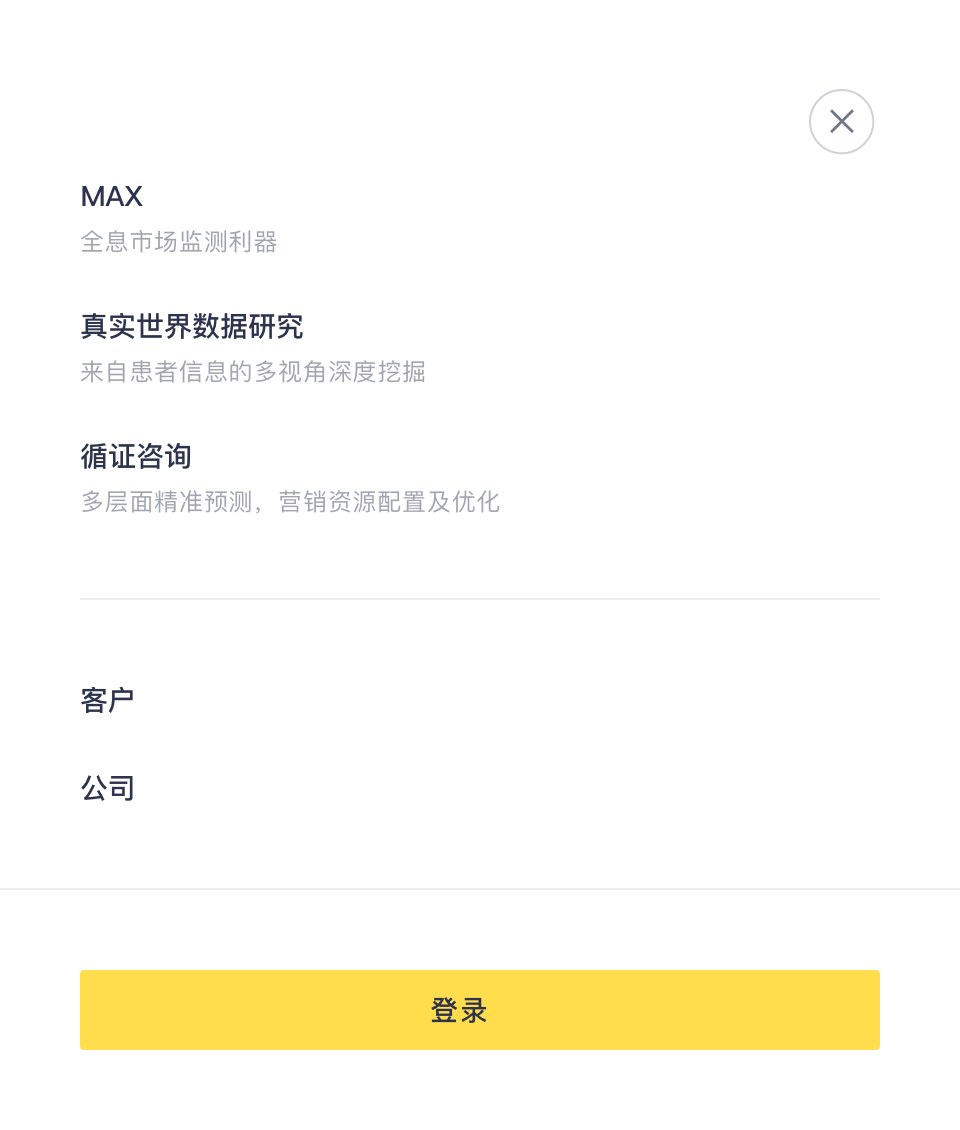 MAX
全息市场监测利器
真实世界数据研究
来自患者信息的多视角深度挖掘
循证咨询
多层面精准预测，营销资源配置及优化
客户
公司
登录